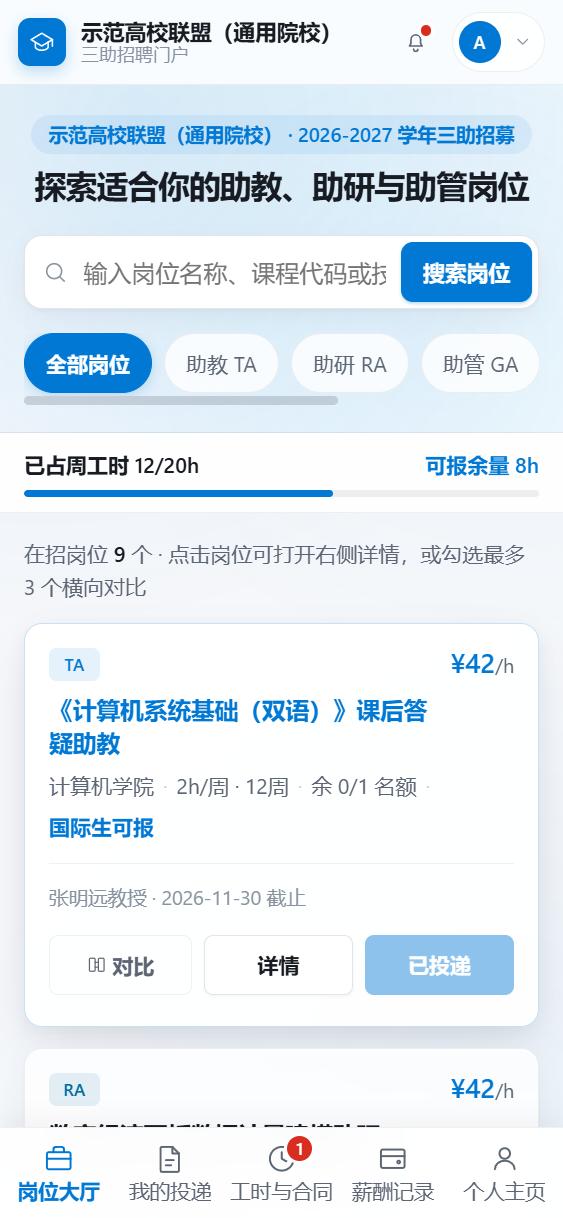 示范高校联盟（通用院校）
三助招聘门户
A
示范高校联盟（通用院校） · 2026-2027 学年三助招募
探索适合你的助教、助研与助管岗位
输入岗位名称、课程代码或
搜索岗位
全部岗位
助教 TA
助研 RA
助管 GA
已占周工时 12/20h
可报余量 8h
在招岗位 9 个 · 点击岗位可打开右侧详情，或勾选最多
3 个横向对比
TA
¥42/h
《计算机系统基础（双语）》课后答
疑助教
计算机学院 · 2h/周 · 12周 · 余 0/1 名额 ·
国际生可报
张明远教授 · 2026-11-30 截止
对比
详情
已投递
RA
¥42/h
1
岗位大厅
我的投递
工时与合同
薪酬记录
个人主页